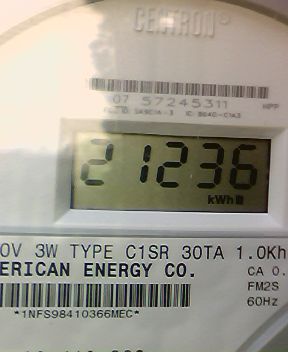 CENTRON®
07 57245311 HPP
21236
kWh
0V 3W TYPE C1SR 30TA 1.0Kh
ERICAN ENERGY CO.
CA 0.
FM2S
60Hz
*1NFS98410366MEC*